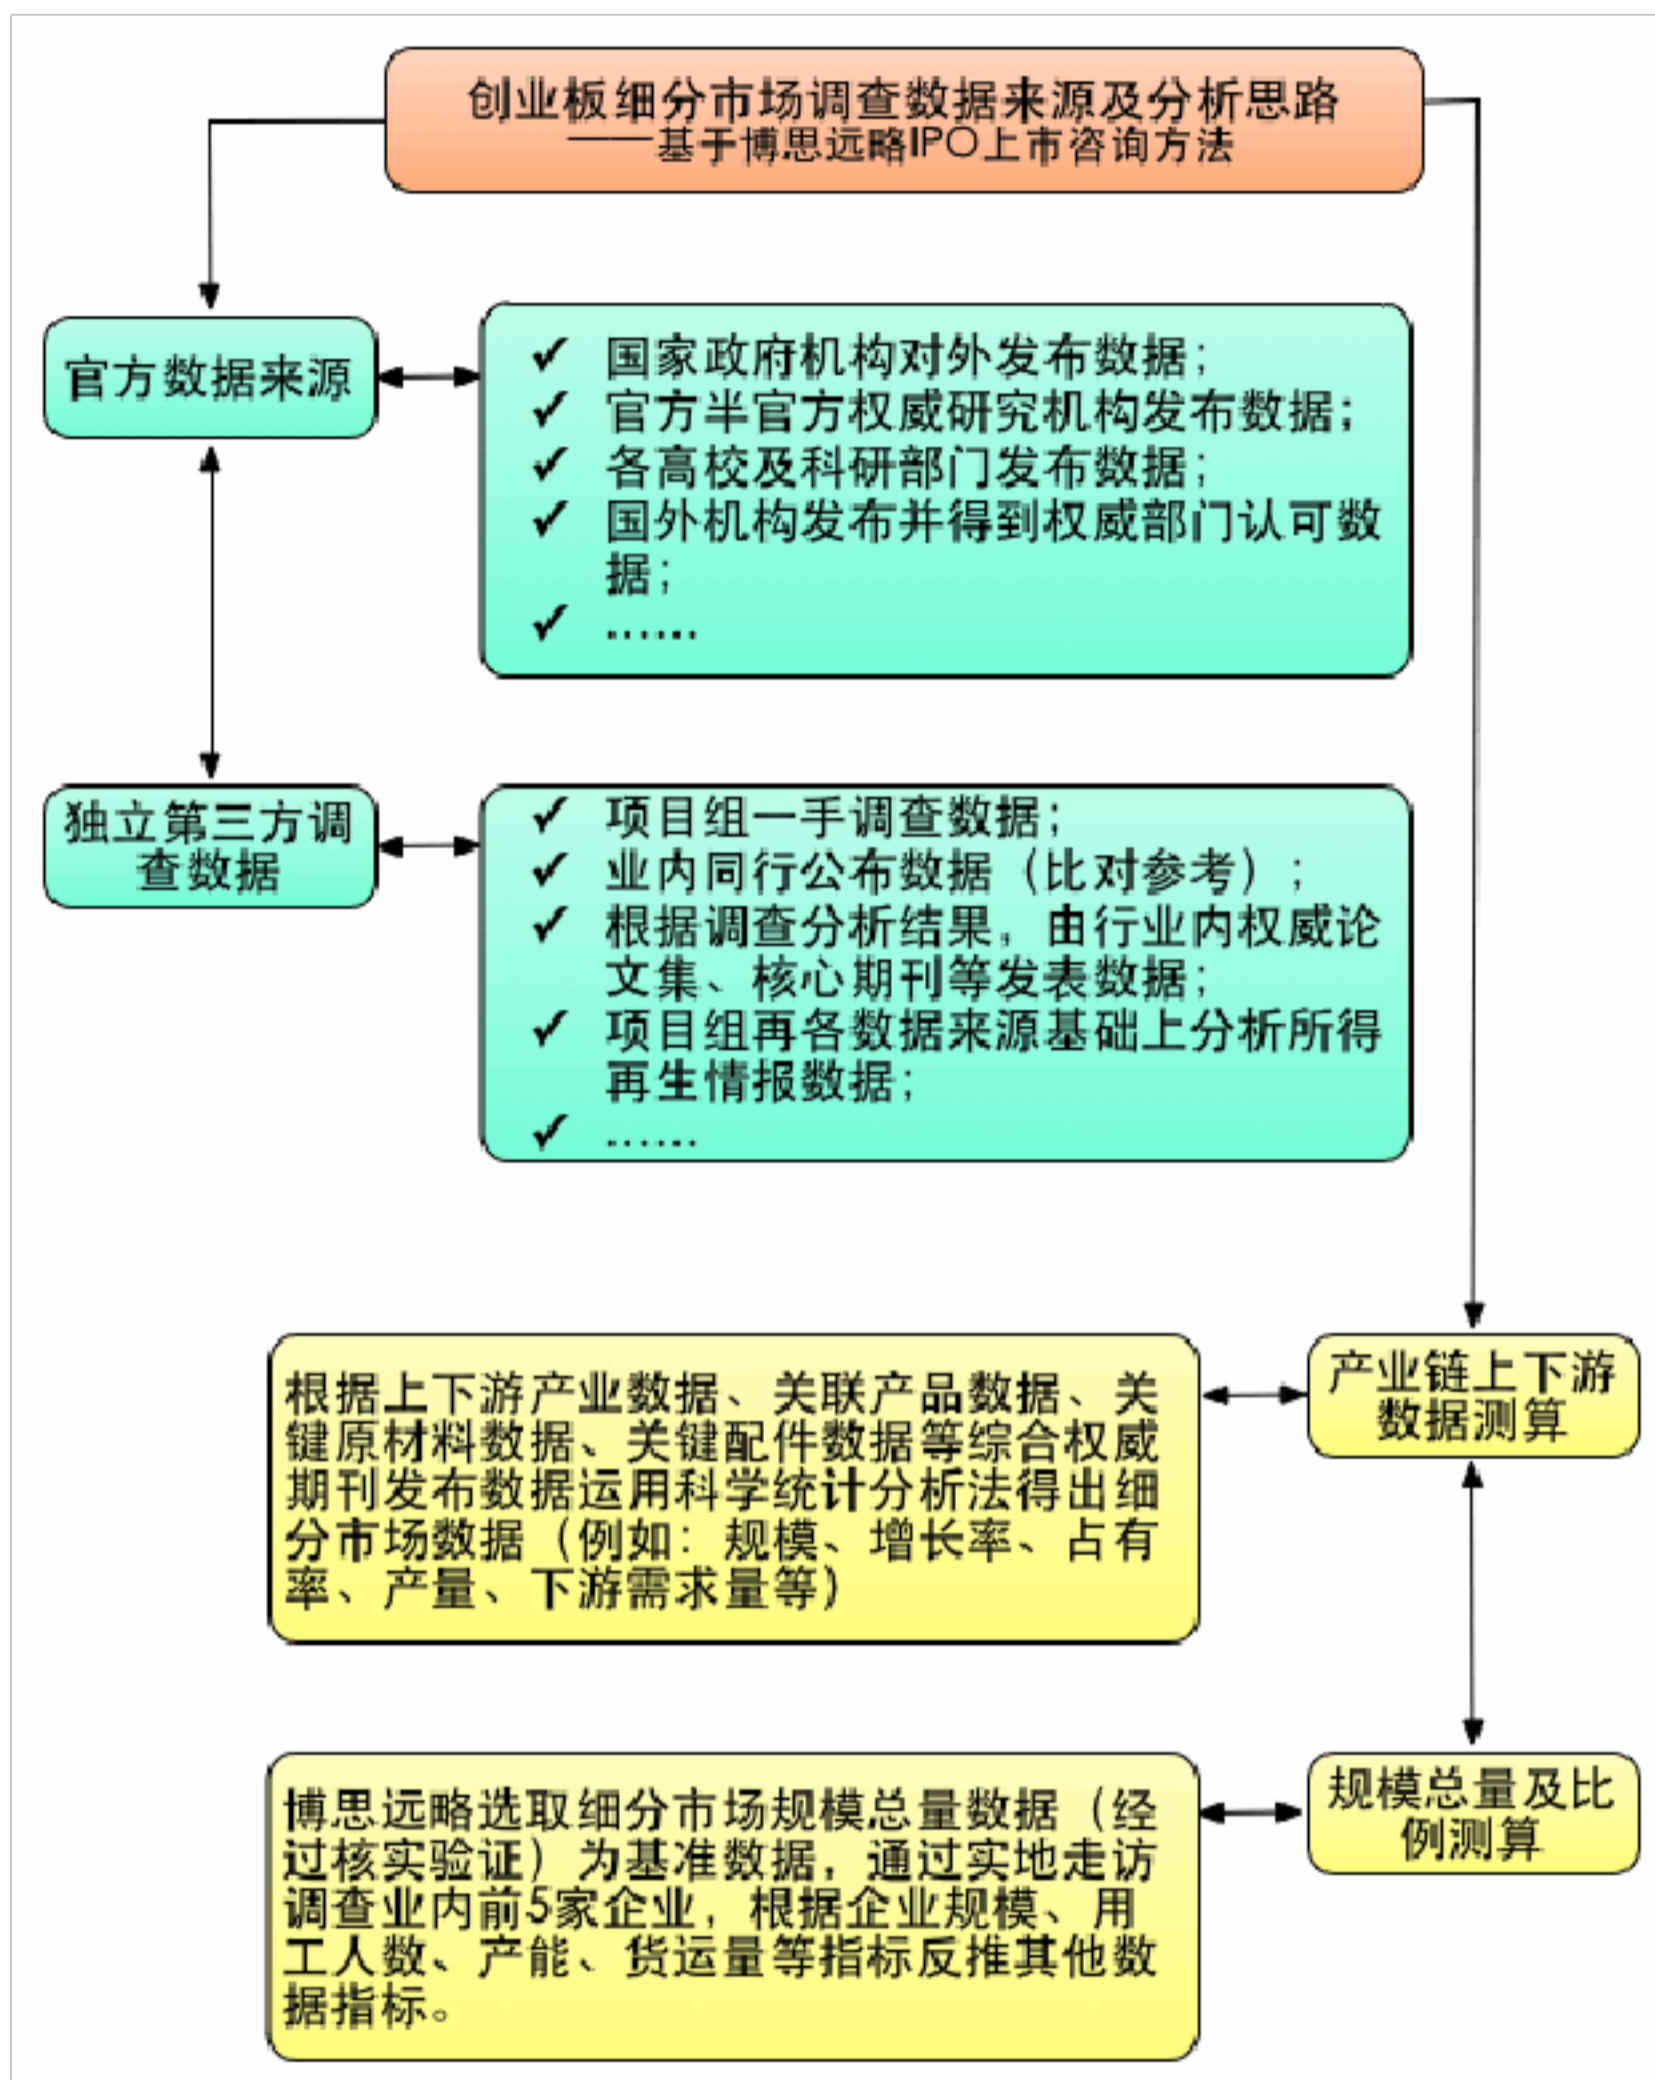 创业板细分市场调查数据来源及分析思路
——基于博思远略IPO上市咨询方法
官方数据来源
✓ 国家政府机构对外发布数据；
✓ 官方半官方权威研究机构发布数据；
✓ 各高校及科研部门发布数据；
✓ 国外机构发布并得到权威部门认可数
据；
✓ ……
独立第三方调
查数据
✓ 项目组一手调查数据；
✓ 业内同行公布数据（比对参考）；
✓ 根据调查分析结果，由行业内权威论
文集、核心期刊等发表数据；
✓ 项目组再各数据来源基础上分析所得
再生情报数据；
✓ ……
产业链上下游
数据测算
根据上下游产业数据、关联产品数据、关
键原材料数据、关键配件数据等综合权威
期刊发布数据运用科学统计分析法得出细
分市场数据（例如：规模、增长率、占有
率、产量、下游需求量等）
规模总量及比
例测算
博思远略选取细分市场规模总量数据（经
过核实验证）为基准数据，通过实地走访
调查业内前5家企业，根据企业规模、用
工人数、产能、货运量等指标反推其他数
据指标。